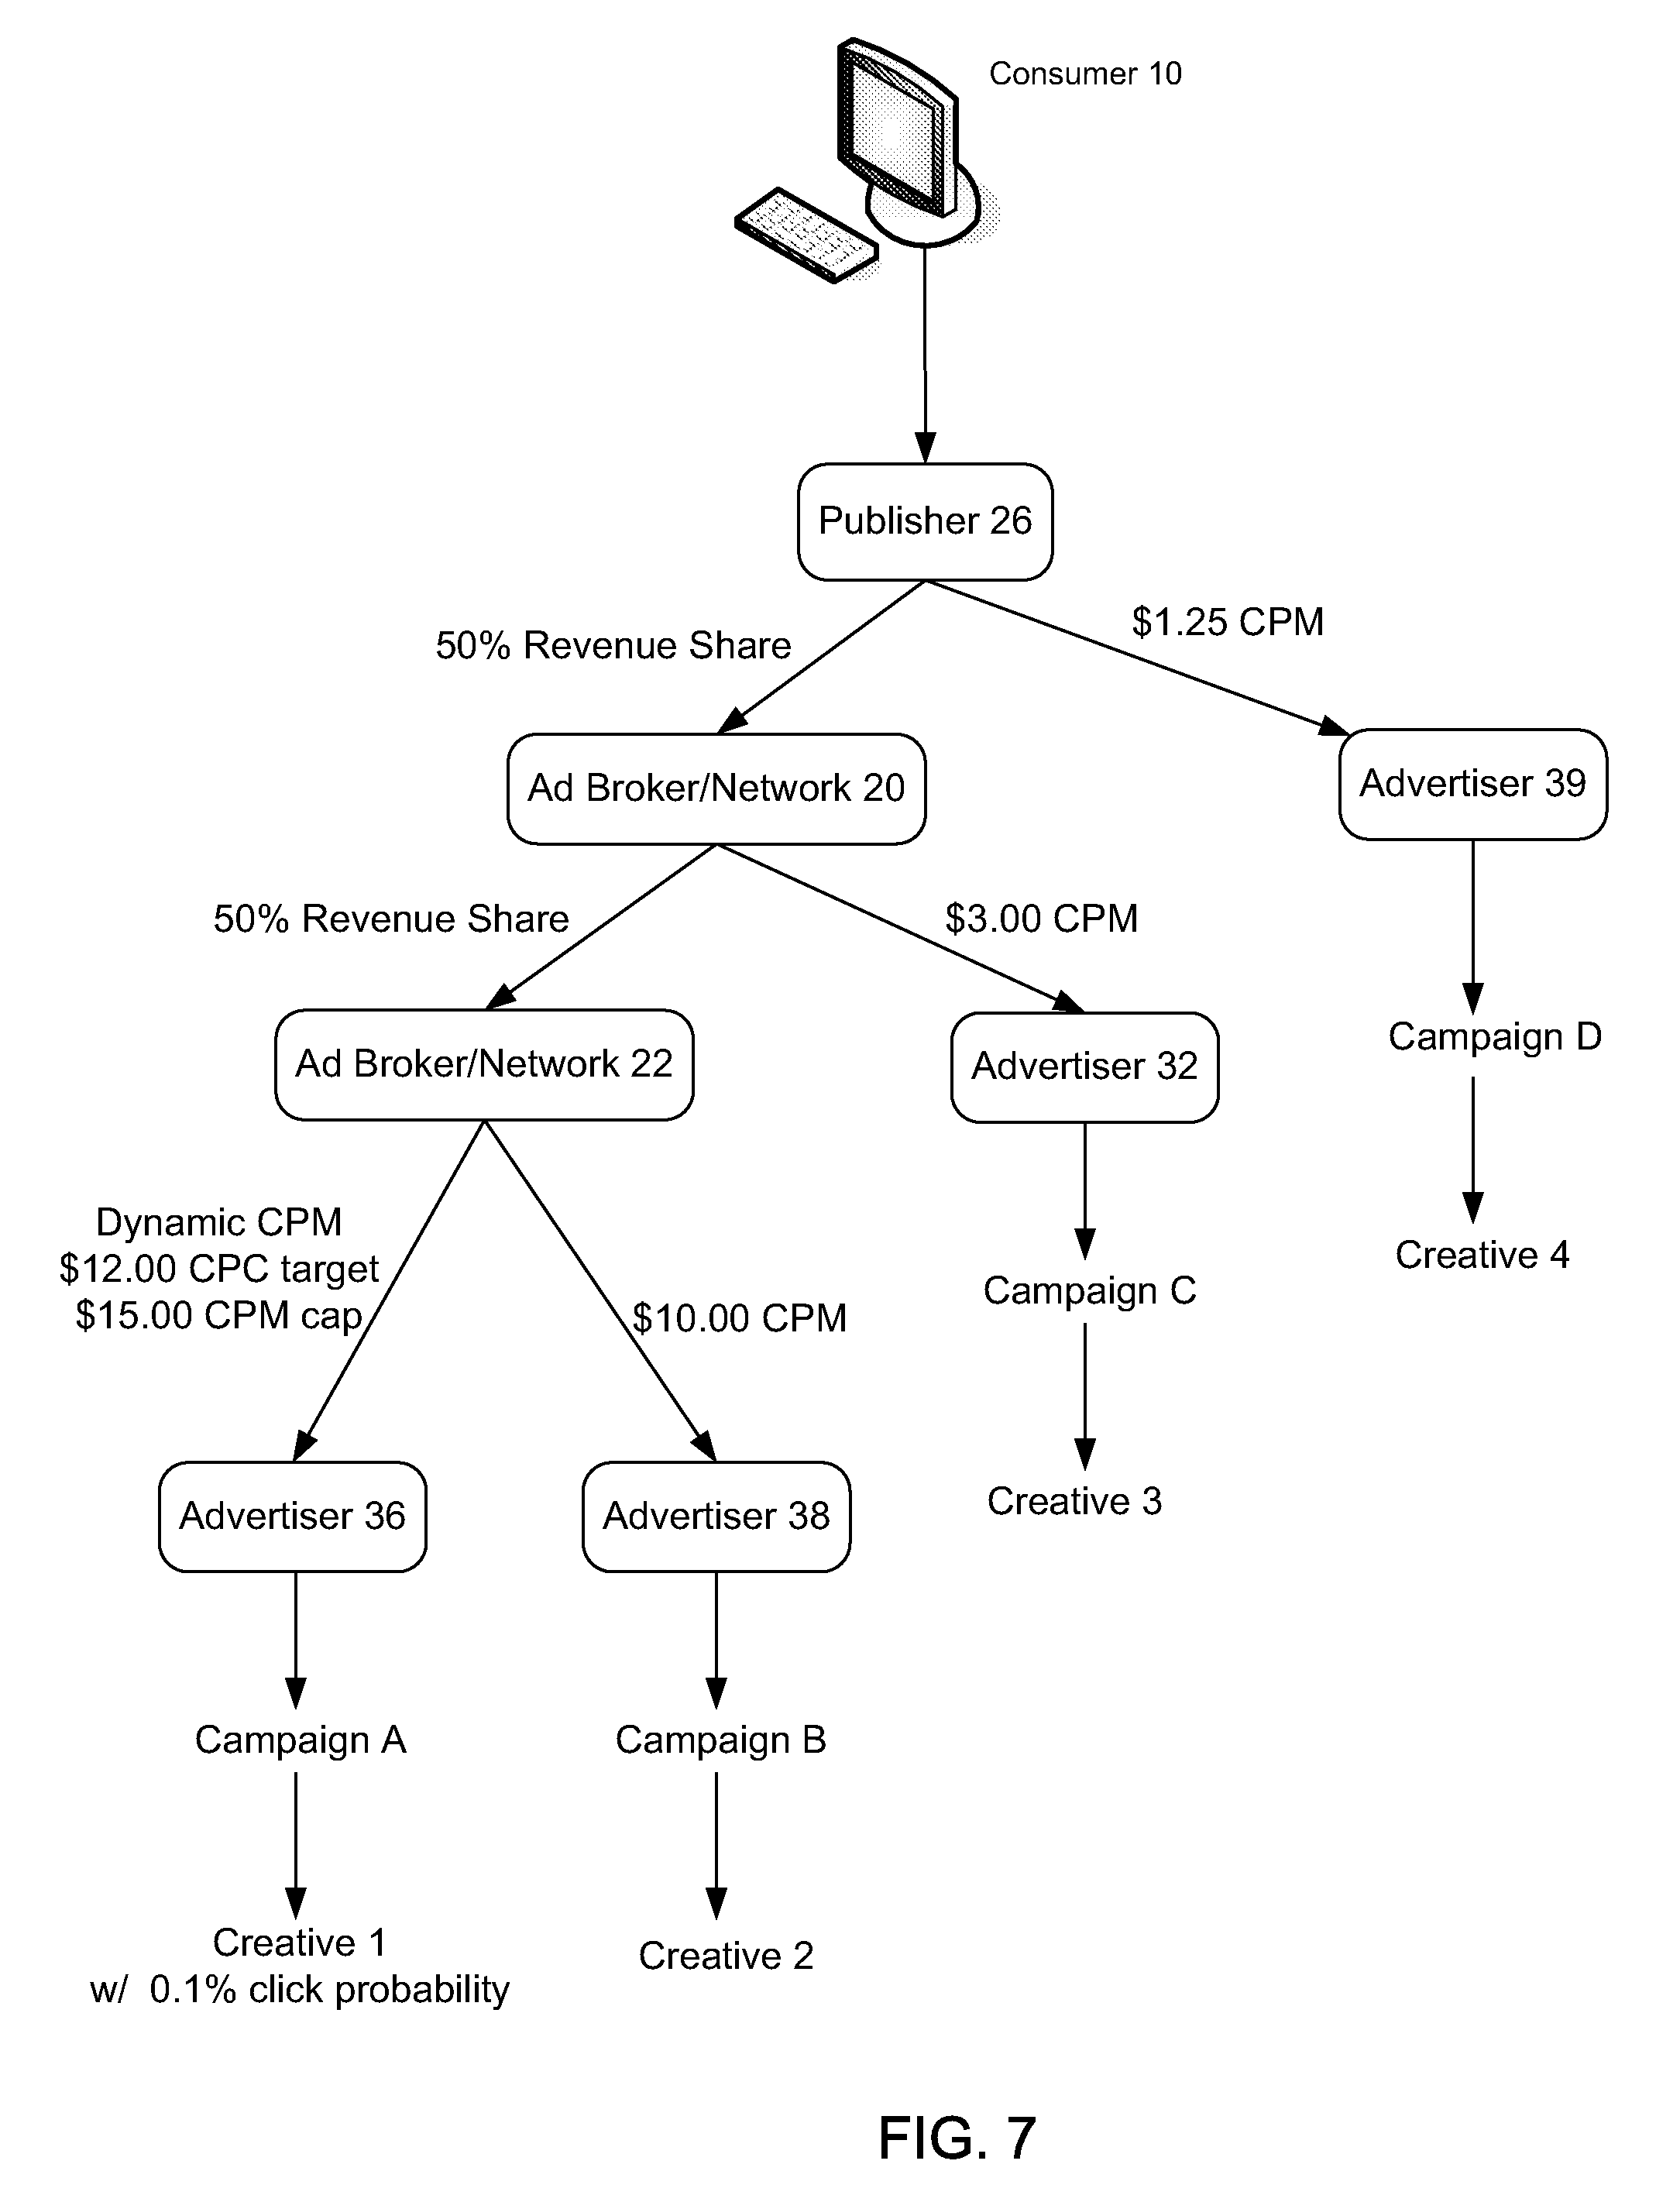 Consumer 10
Publisher 26
$1.25 CPM
50% Revenue Share
Ad Broker/Network 20
Advertiser 39
50% Revenue Share
$3.00 CPM
Campaign D
Ad Broker/Network 22
Advertiser 32
Dynamic CPM
$12.00 CPC target
$15.00 CPM cap
$10.00 CPM
Creative 4
Campaign C
Advertiser 36
Advertiser 38
Creative 3
Campaign A
Campaign B
Creative 1
w/  0.1% click probability
Creative 2
FIG. 7